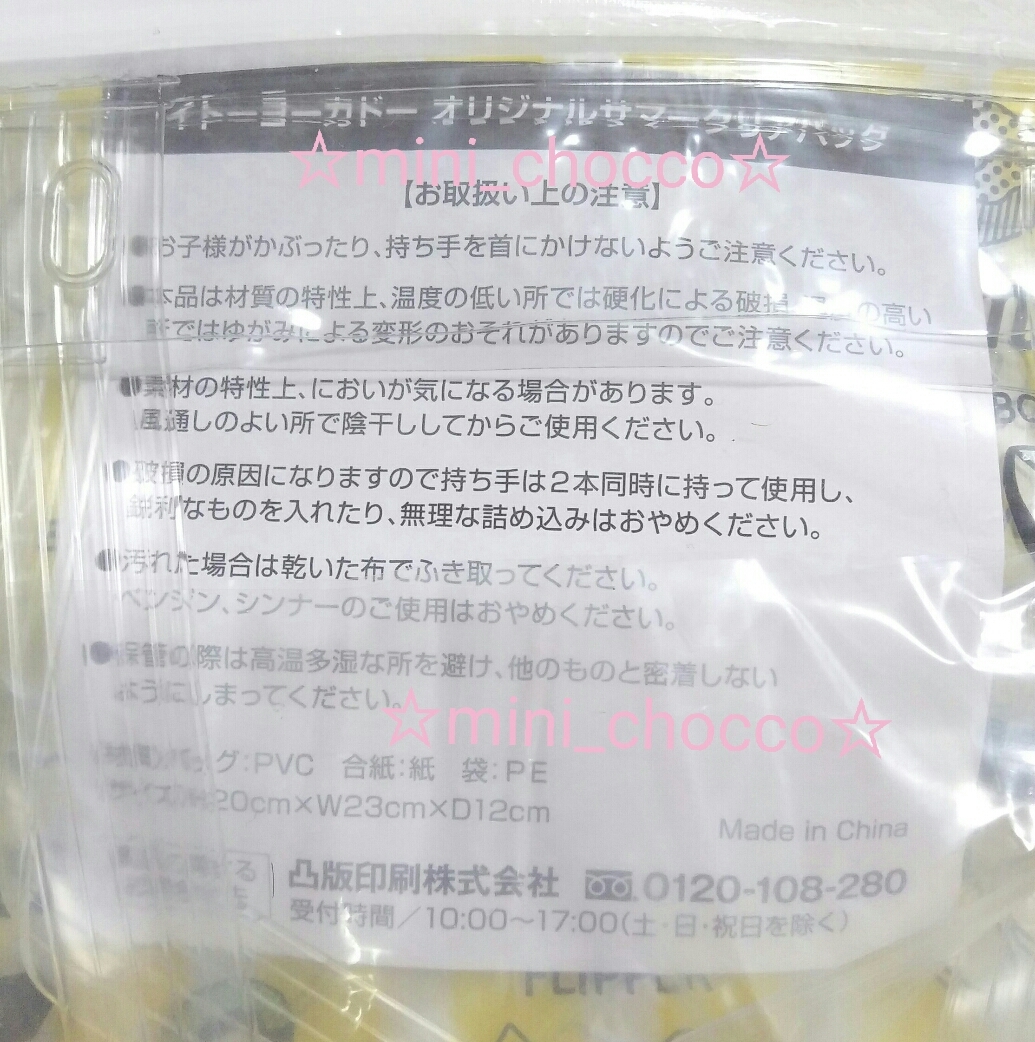 イトーヨーカドー オリジナルサマークリアバッグ
☆mini_chocco☆
【お取扱い上の注意】
●お子様がかぶったり、持ち手を首にかけないようご注意ください。
●本品は材質の特性上、温度の低い所では硬化による破損、の高い
所ではゆがみによる変形のおそれがありますのでご注意ください。
●素材の特性上、においが気になる場合があります。
風通しのよい所で陰干ししてからご使用ください。
●破損の原因になりますので持ち手は2本同時に持って使用し、
鋭利なものを入れたり、無理な詰め込みはおやめください。
●汚れた場合は乾いた布でふき取ってください。
ベンジン、シンナーのご使用はおやめください。
●保管の際は高温多湿な所を避け、他のものと密着しない
ようにしまってください。
☆mini_chocco☆
バッグ:PVC 合紙:紙 袋:PE
サイズ/H20cm×W23cm×D12cm
Made in China
凸版印刷株式会社 0120-108-280
受付時間/10:00〜17:00(土・日・祝日を除く)
FLIPPER